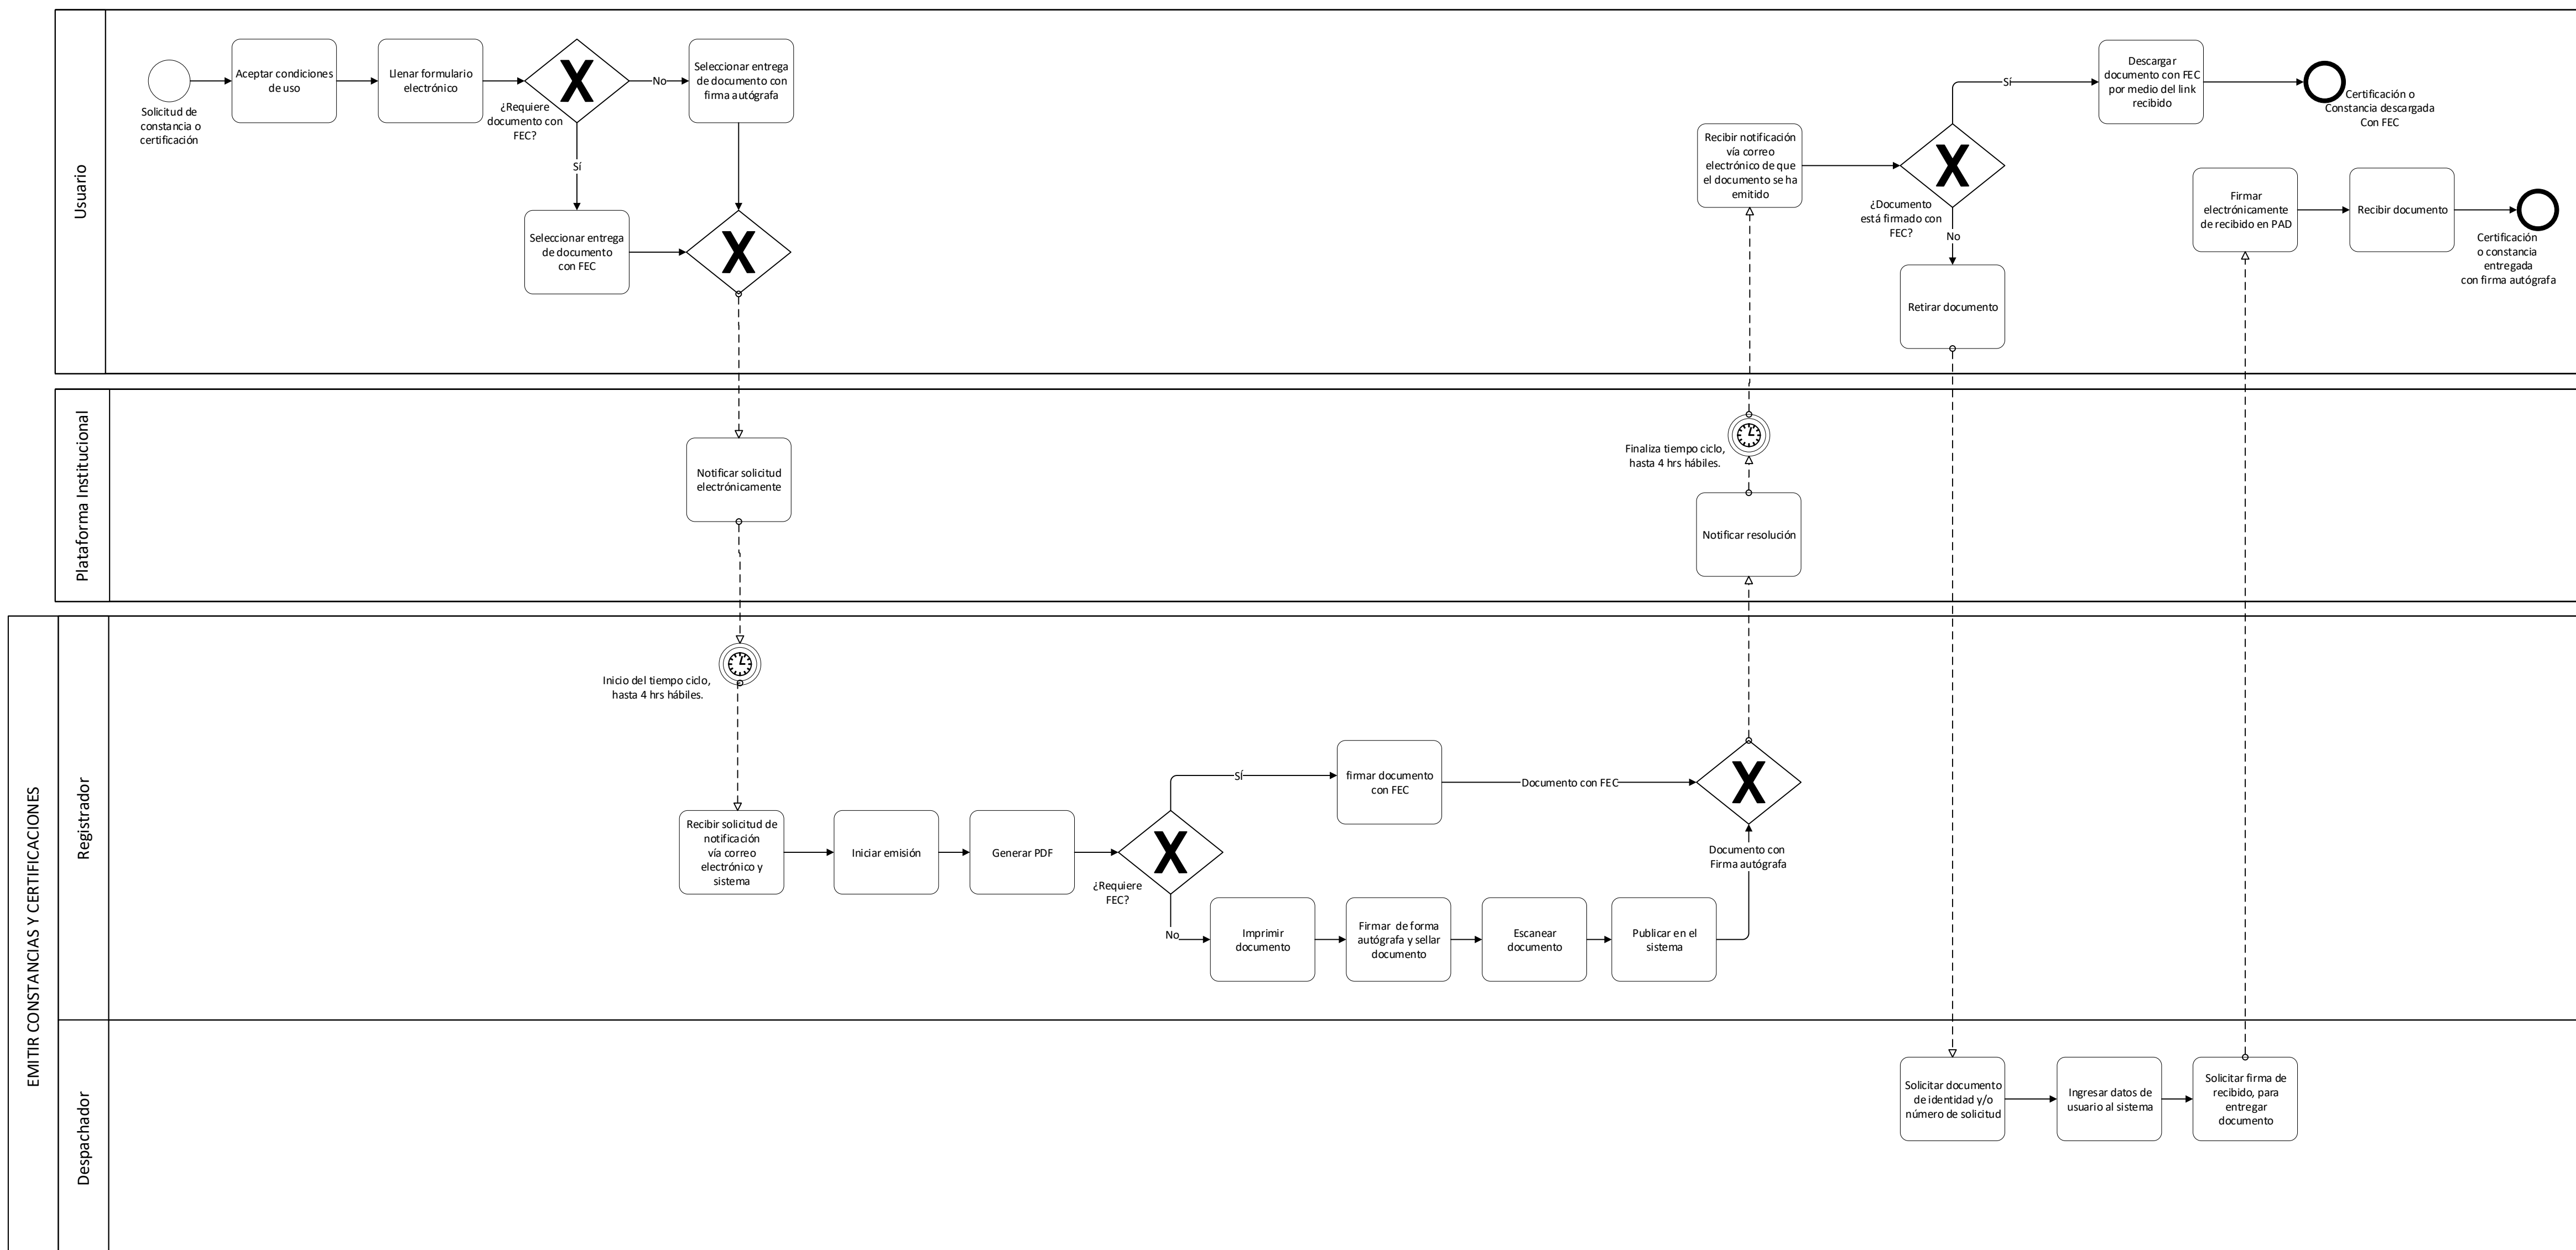 Usuario
Solicitud de
constancia o
certificación
Aceptar condiciones
de uso
Llenar formulario
electrónico
¿Requiere
documento con
FEC?
No
Sí
Seleccionar entrega
de documento con
firma autógrafa
Seleccionar entrega
de documento
con FEC
Recibir notificación
vía correo
electrónico de que
el documento se ha
emitido
¿Documento
está firmado con
FEC?
Sí
No
Descargar
documento con FEC
por medio del link
recibido
Certificación o
Constancia descargada
Con FEC
Retirar documento
Firmar
electrónicamente
de recibido en PAD
Recibir documento
Certificación
o constancia
entregada
con firma autógrafa
Plataforma Institucional
Notificar solicitud
electrónicamente
Finaliza tiempo ciclo,
hasta 4 hrs hábiles.
Notificar resolución
EMITIR CONSTANCIAS Y CERTIFICACIONES
Registrador
Inicio del tiempo ciclo,
hasta 4 hrs hábiles.
Recibir solicitud de
notificación
vía correo
electrónico y
sistema
Iniciar emisión
Generar PDF
¿Requiere
FEC?
Sí
No
firmar documento
con FEC
Documento con FEC
Imprimir
documento
Firmar de forma
autógrafa y sellar
documento
Escanear
documento
Publicar en el
sistema
Documento con
Firma autógrafa
Despachador
Solicitar documento
de identidad y/o
número de solicitud
Ingresar datos de
usuario al sistema
Solicitar firma de
recibido, para
entregar
documento